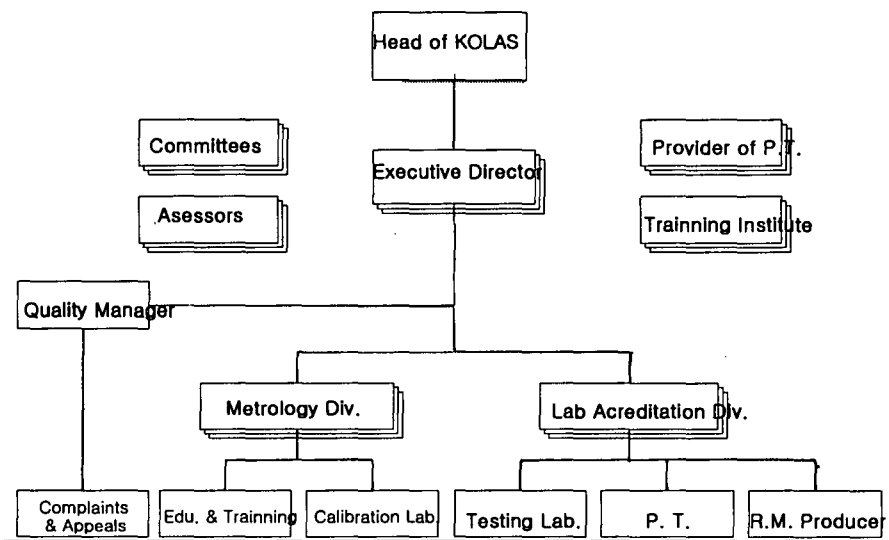 Head of KOLAS
Committees
Provider of P.T.
Executive Director
Asessors
Trainning Institute
Quality Manager
Metrology Div.
Lab Acreditation Div.
Complaints
& Appeals
Edu. & Trainning
Calibration Lab.
Testing Lab.
P. T.
R.M. Producer